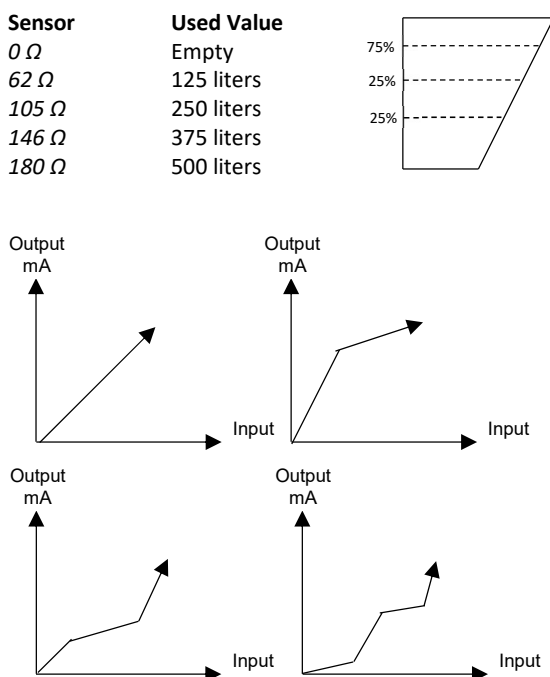 Sensor Used Value
0 Ω Empty
62 Ω 125 liters
105 Ω 250 liters
146 Ω 375 liters
180 Ω 500 liters
75%
25%
25%
Output
mA
Input
Output
mA
Input
Output
mA
Input
Output
mA
Input